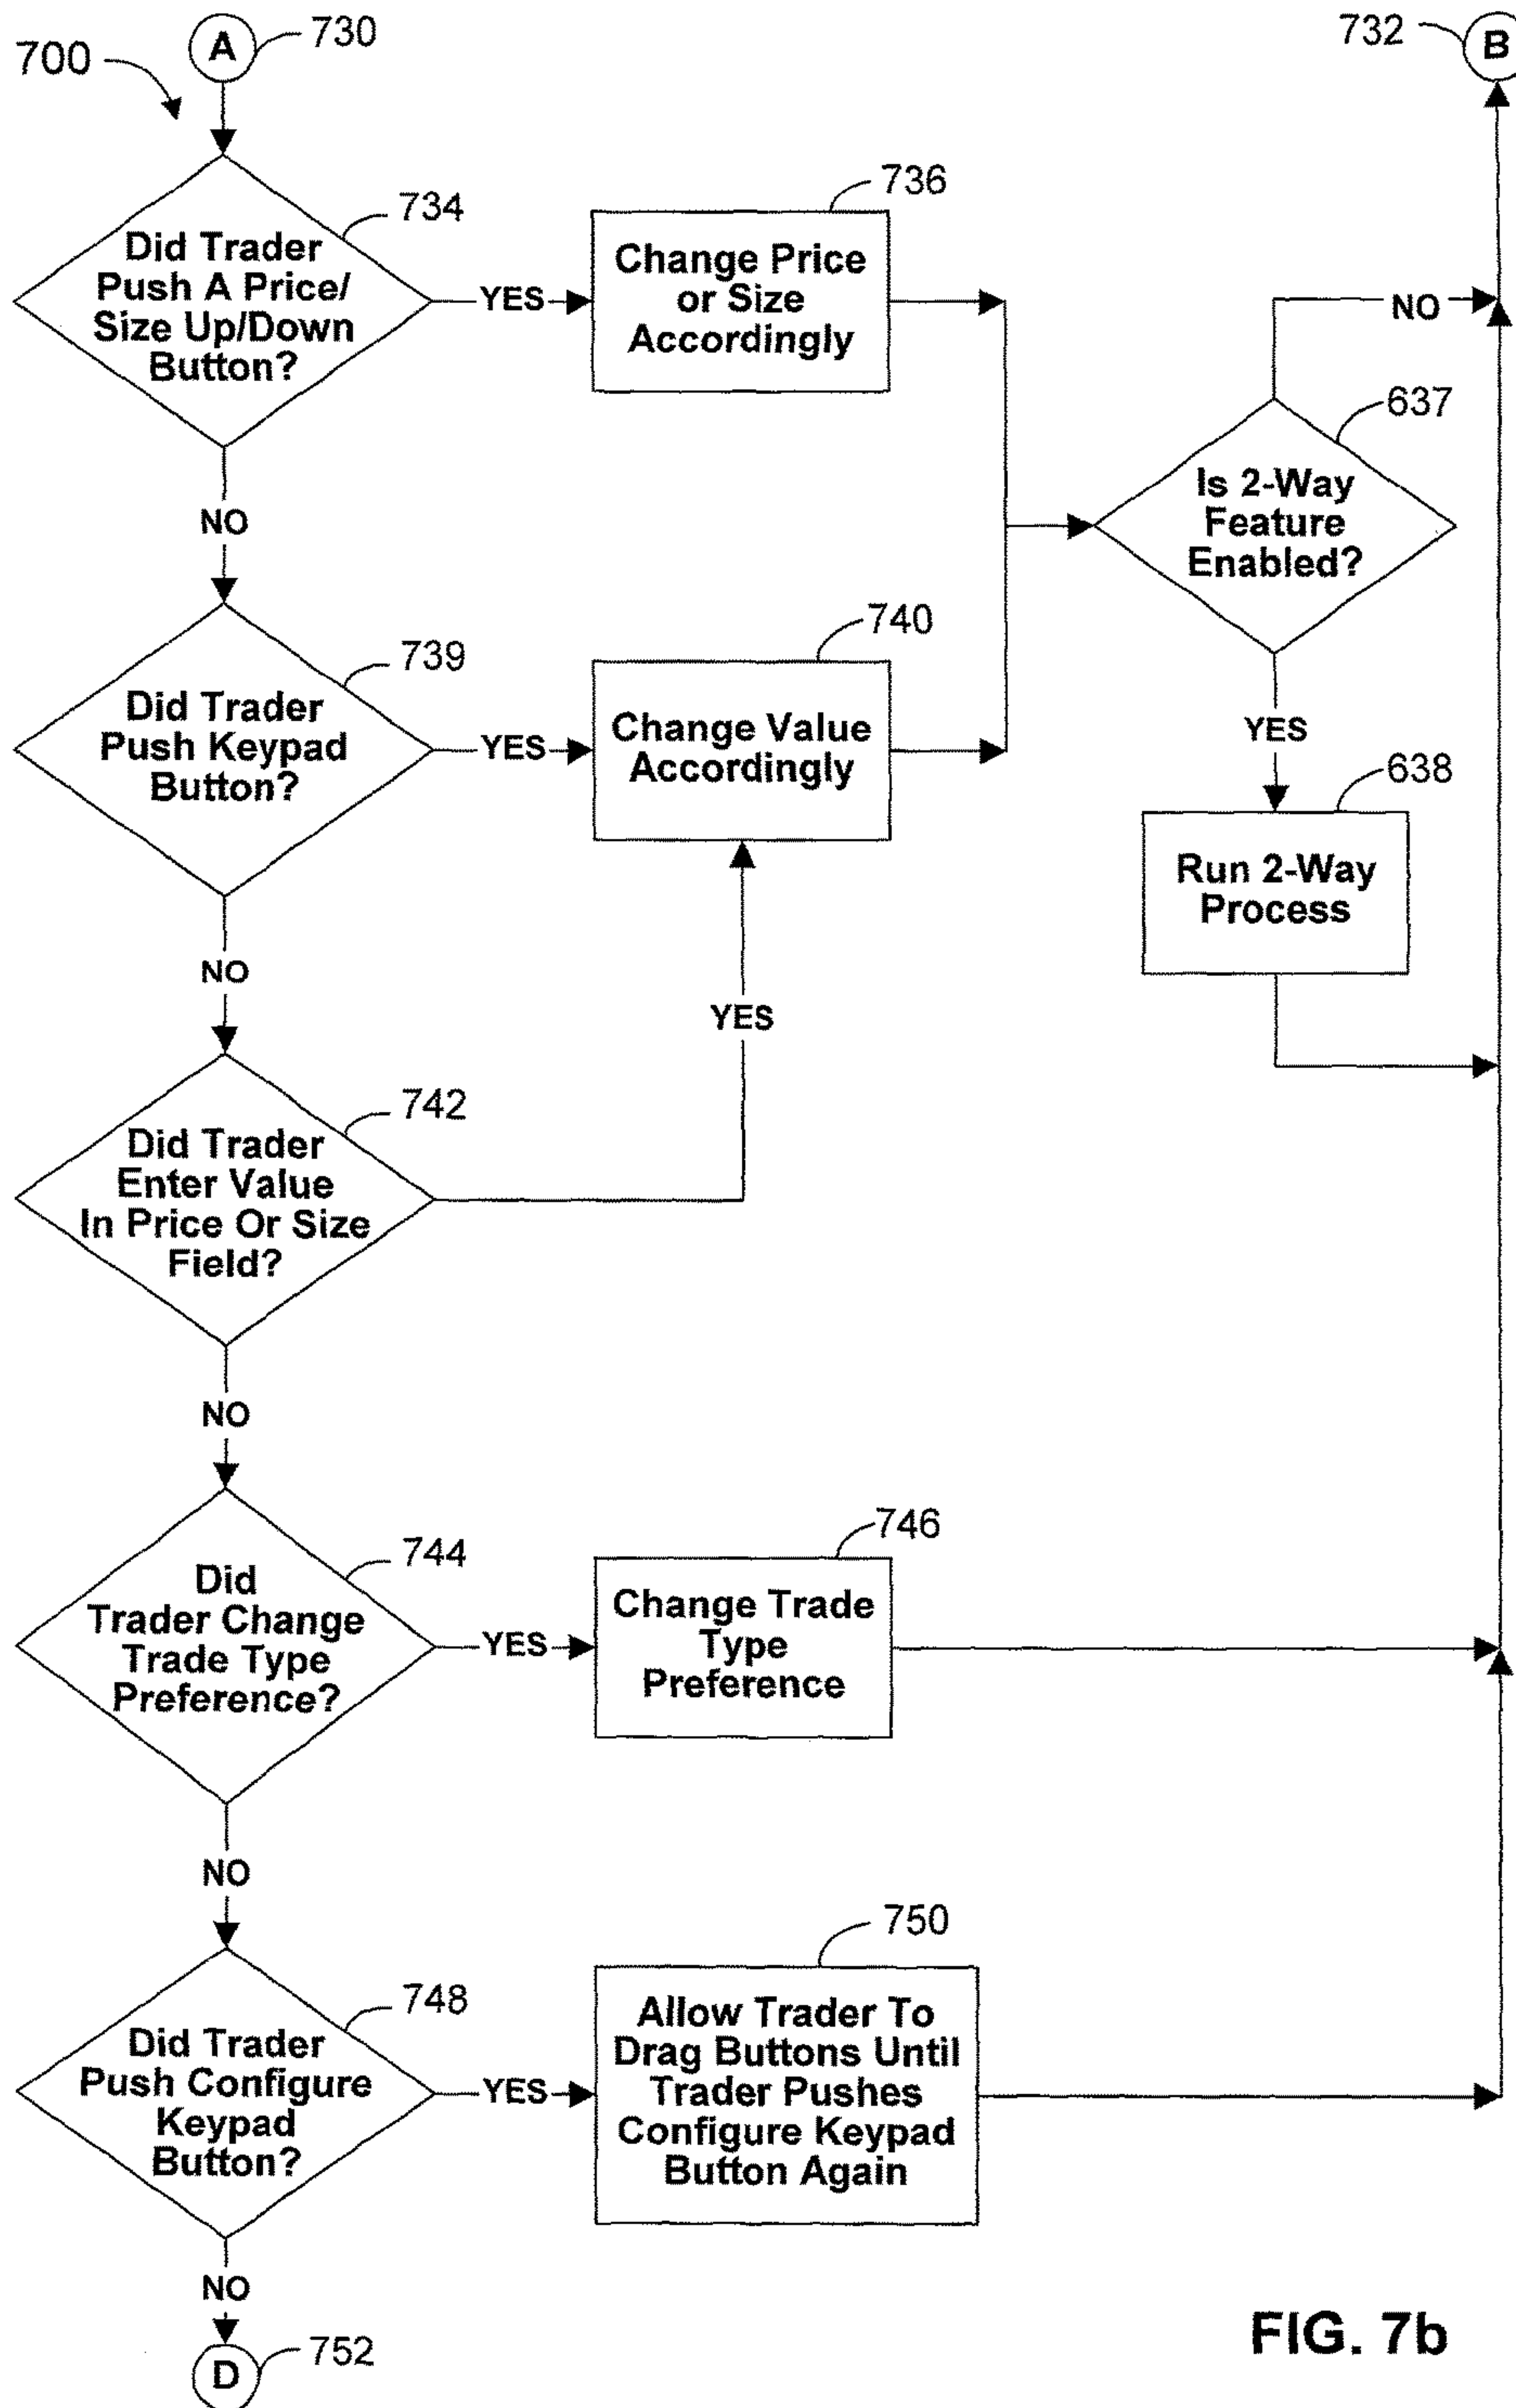 A
730
732
B
700
734
Did Trader
Push A Price/
Size Up/Down
Button?
YES
736
Change Price
or Size
Accordingly
NO
637
Is 2-Way
Feature
Enabled?
NO
739
Did Trader
Push Keypad
Button?
YES
740
Change Value
Accordingly
YES
638
Run 2-Way
Process
NO
YES
742
Did Trader
Enter Value
In Price Or Size
Field?
NO
744
Did
Trader Change
Trade Type
Preference?
YES
746
Change Trade
Type
Preference
NO
748
Did Trader
Push Configure
Keypad
Button?
YES
750
Allow Trader To
Drag Buttons Until
Trader Pushes
Configure Keypad
Button Again
NO
D
752
FIG. 7b